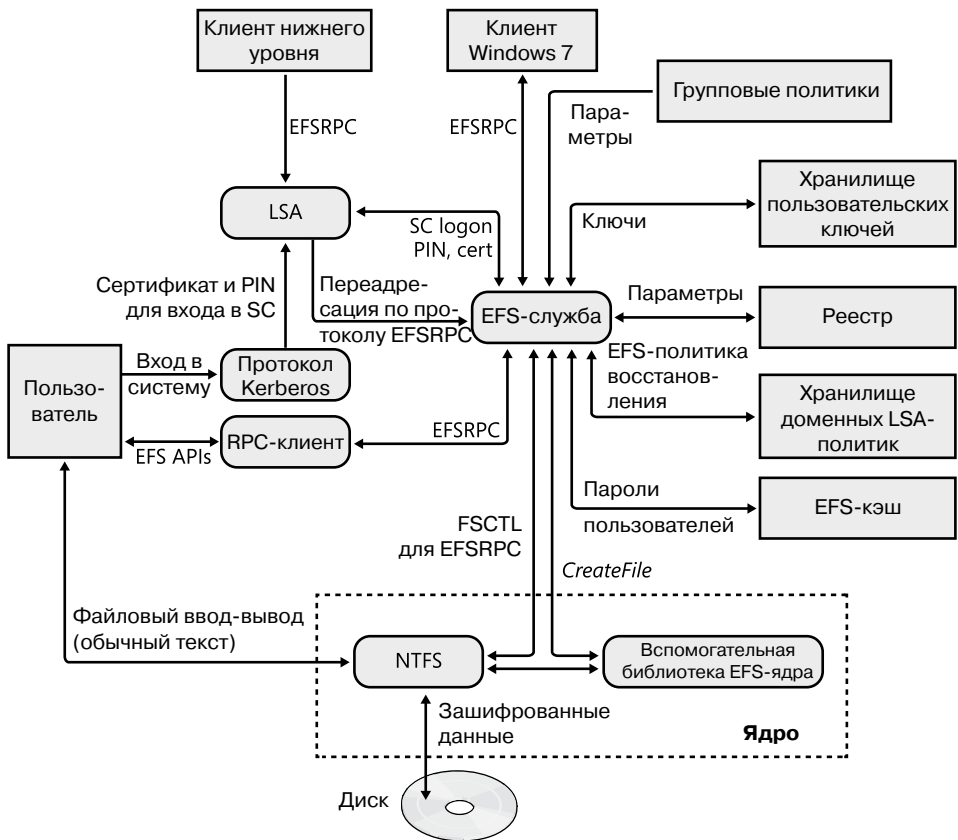 Клиент нижнего
уровня
Клиент
Windows 7
Групповые политики
EFSRPC
EFSRPC
Пара-
метры
LSA
SC logon
PIN, cert
Ключи
Хранилище
пользовательских
ключей
Сертификат и PIN
для входа в SC
Переадре-
сация по про-
токолу EFSRPC
EFS-служба
Параметры
Реестр
Пользо-
ватель
Вход в
систему
Протокол
Kerberos
EFS-политика
восстанов-
ления
Хранилище
доменных LSA-
политик
EFS APIs
RPC-клиент
EFSRPC
Пароли
пользователей
EFS-кэш
FSCTL
для EFSRPC
CreateFile
Файловый ввод-вывод
(обычный текст)
NTFS
Вспомогательная
библиотека EFS-ядра
Зашифрованные
данные
Ядро
Диск